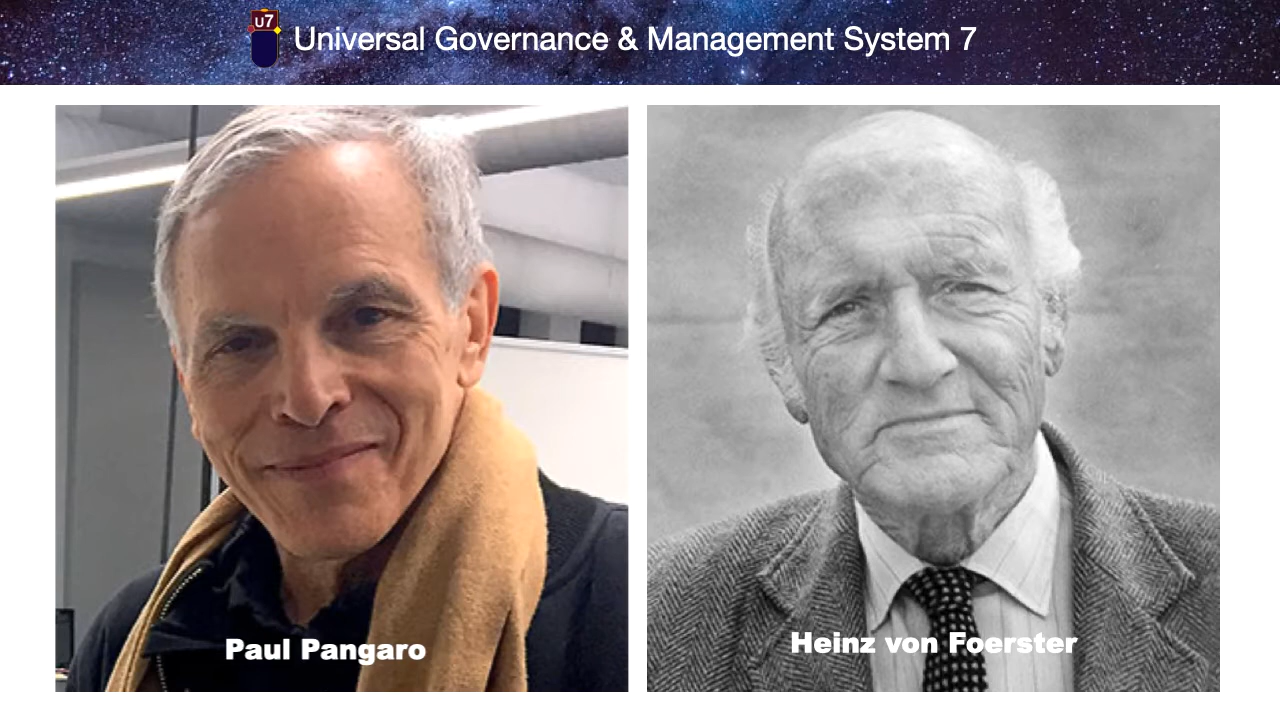 U7
Universal Governance & Management System 7
Paul Pangaro
Heinz von Foerster